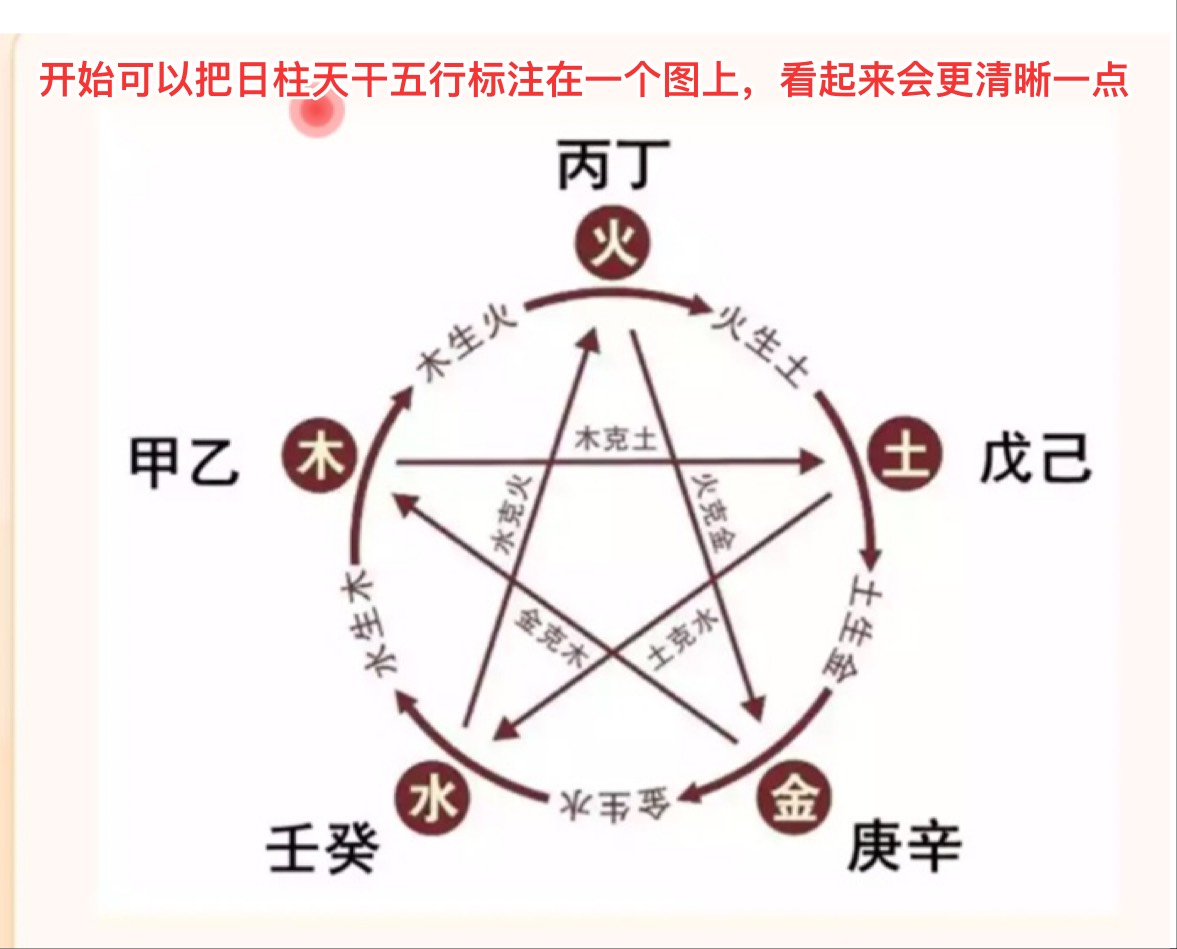 开始可以把日柱天干五行标注在一个图上，看起来会更清晰一点
丙丁
火
木生火
火生土
甲乙
木
木克土
土
戊己
水克火
火克金
水生木
金克木
土克水
土生金
水
金生水
金
壬癸
庚辛